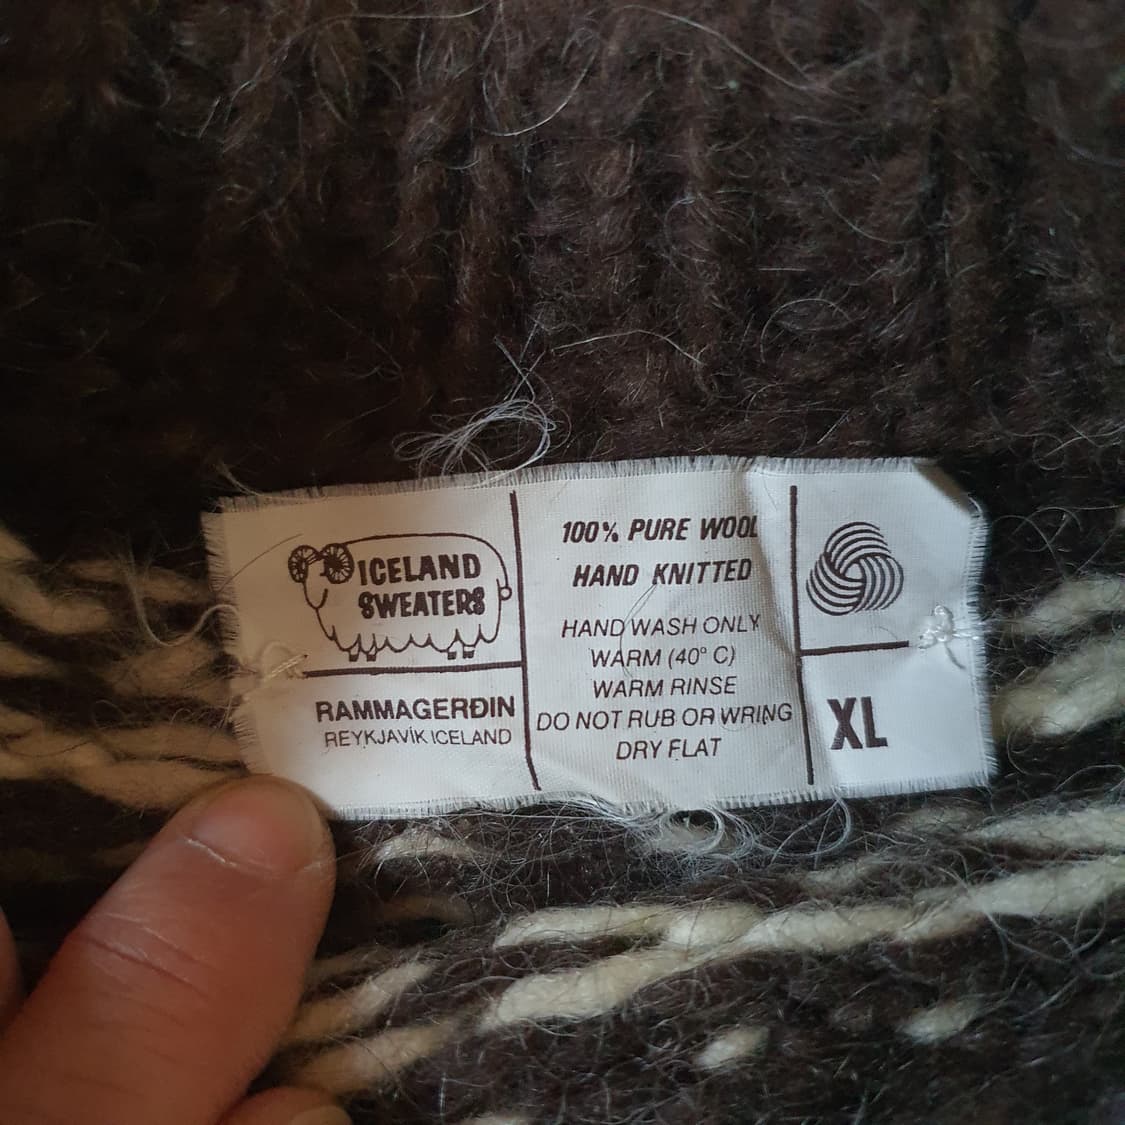 ICELAND
SWEATERS
RAMMAGERÐIN
REYKJAVÍK ICELAND
100% PURE WOOL
HAND KNITTED
HAND WASH ONLY
WARM (40° C)
WARM RINSE
DO NOT RUB OR WRING
DRY FLAT
XL